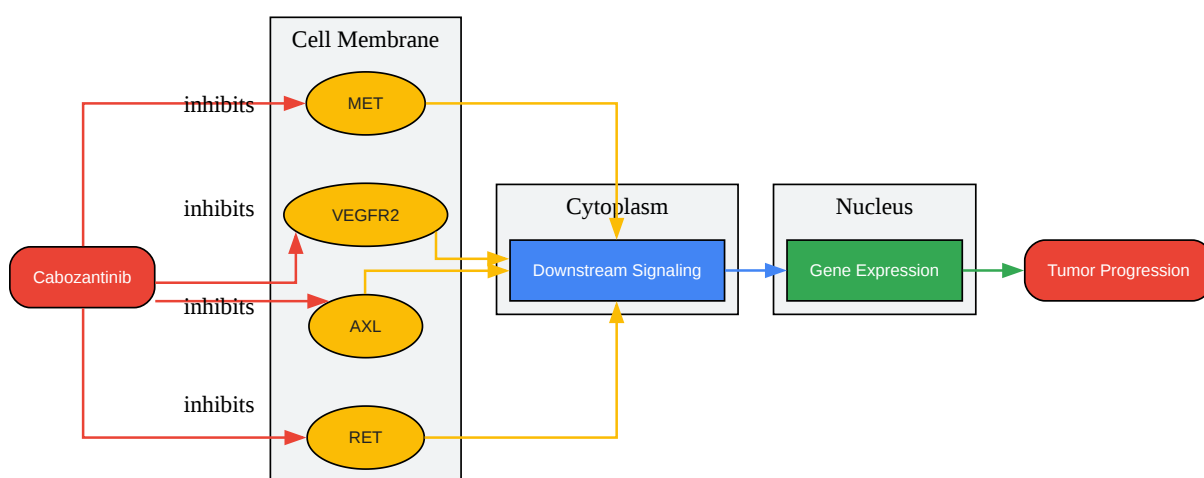 Cell Membrane
inhibits
MET
inhibits
VEGFR2
Cytoplasm
Nucleus
Cabozantinib
Downstream Signaling
Gene Expression
Tumor Progression
inhibits
AXL
inhibits
RET